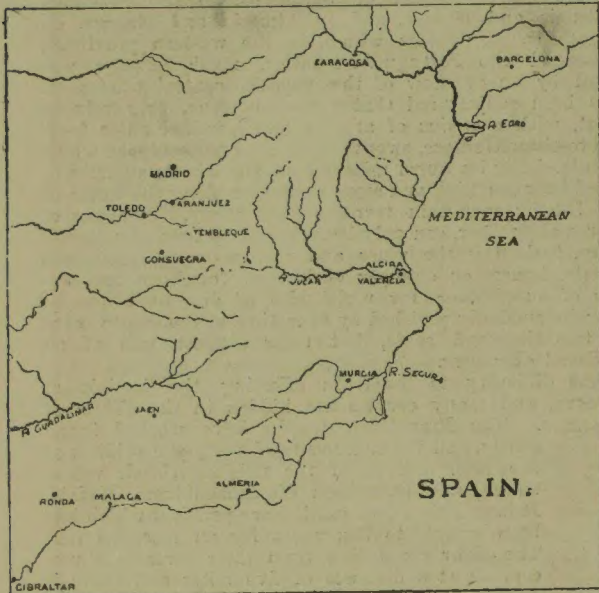 ZARAGOSA
BARCELONA
R. EBRO
MADRID
TOLEDO
ARANJUEZ
TEMBLEQUE
CONSUEGRA
MEDITERRANEAN
SEA
ALCIRA
VALENCIA
R. JUCAR
MURCIA
R. SEGURA
R. GUADALIMAR
JAEN
ALMERIA
SPAIN.
RONDA
MALAGA
GIBRALTAR